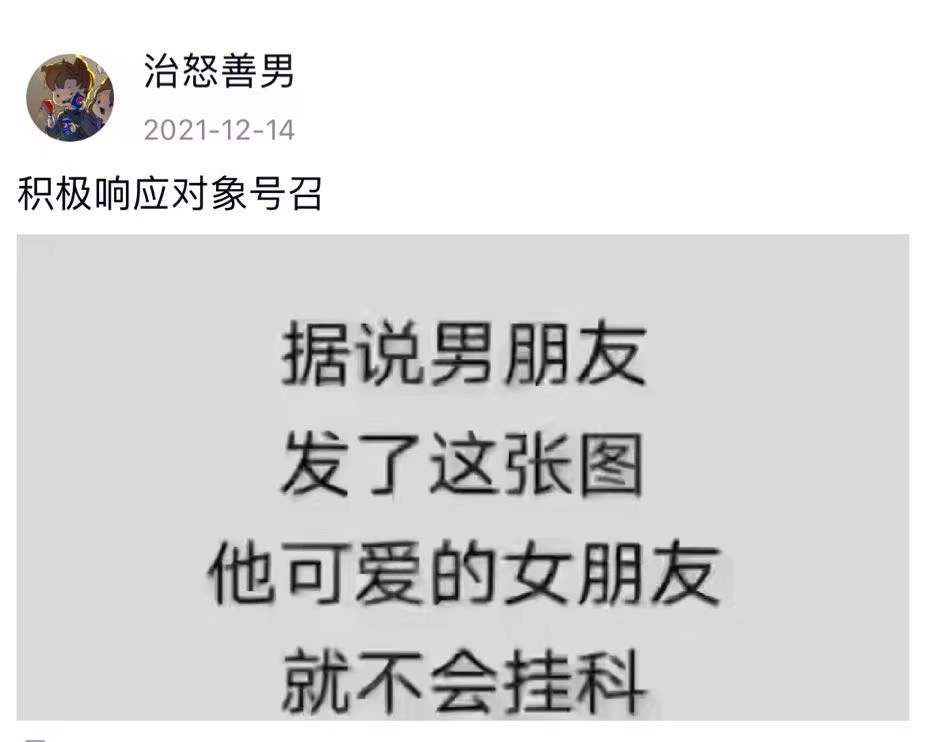 治怒善男
2021-12-14
积极响应对象号召
据说男朋友
发了这张图
他可爱的女朋友
就不会挂科